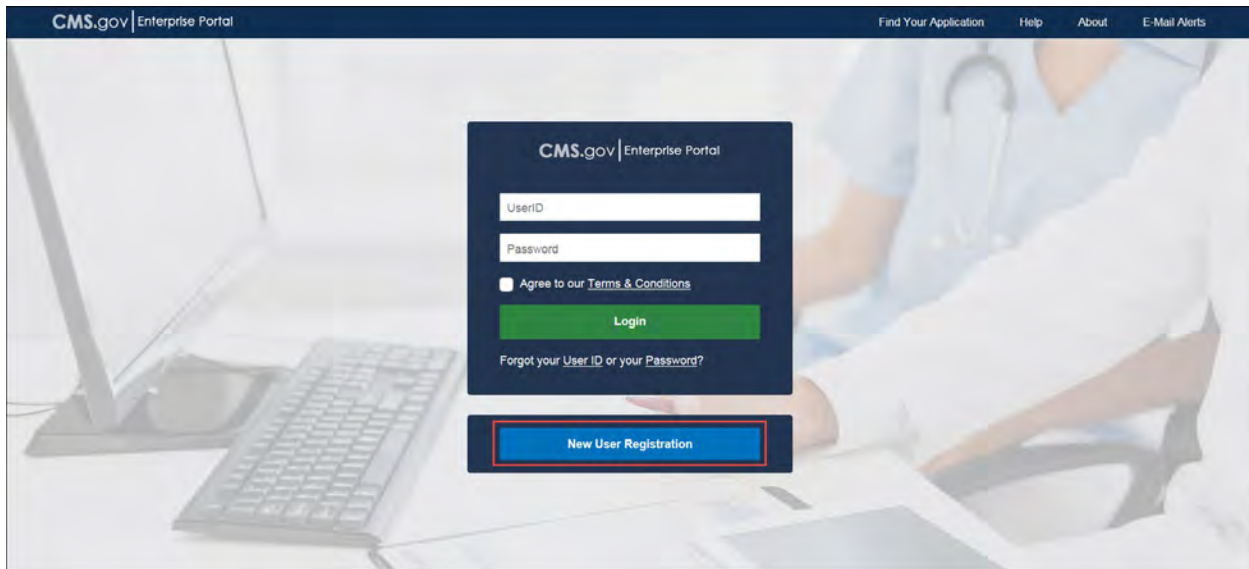 CMS.gov | Enterprise Portal Find Your Application Help About E-Mail Alerts
CMS.gov | Enterprise Portal
UserID
Password
Agree to our Terms & Conditions
Login
Forgot your User ID or your Password?
New User Registration